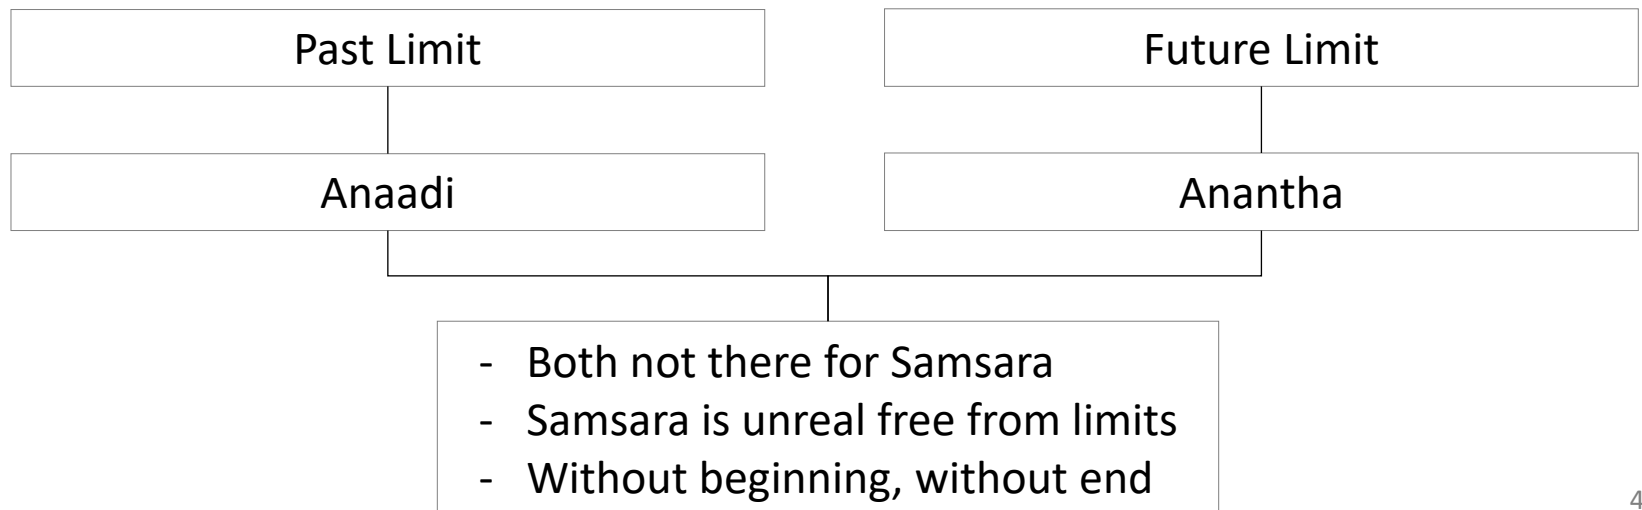 Past Limit
Future Limit
Anaadi
Anantha
- Both not there for Samsara
- Samsara is unreal free from limits
- Without beginning, without end
4